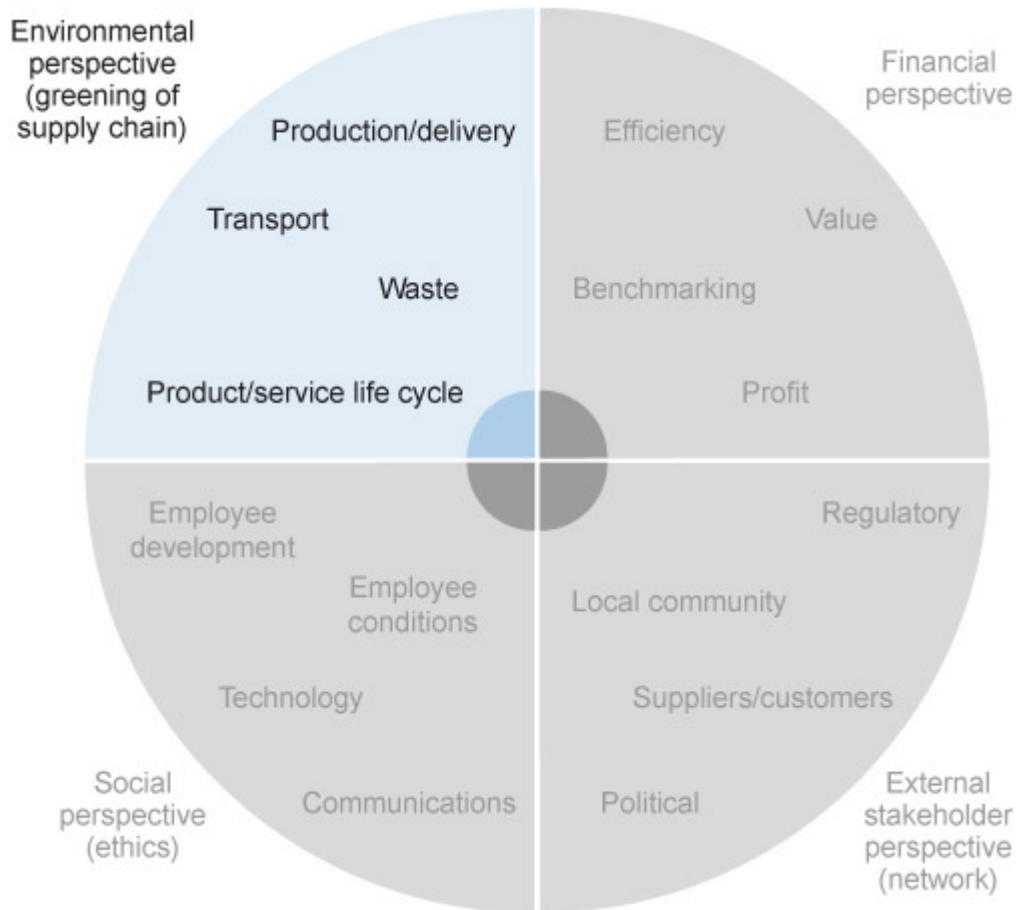 Environmental
perspective
(greening of
supply chain)
Production/delivery
Transport
Waste
Product/service life cycle
Financial
perspective
Efficiency
Value
Benchmarking
Profit
Employee
development
Employee
conditions
Technology
Communications
Social
perspective
(ethics)
Regulatory
Local community
Suppliers/customers
Political
External
stakeholder
perspective
(network)